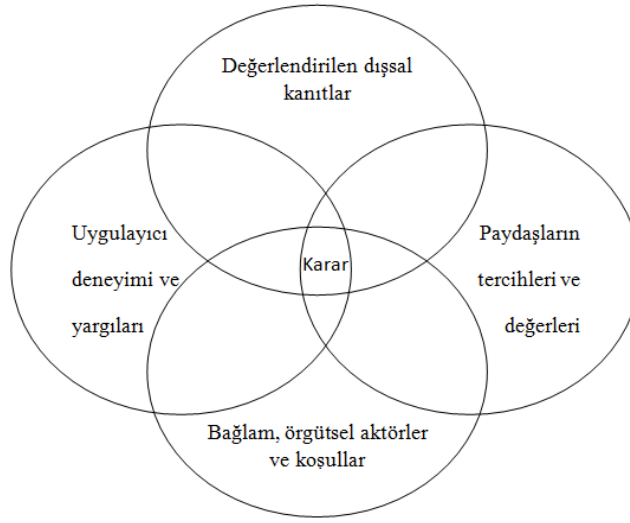 Değerlendirilen dışsal
kanıtlar
Uygulayıcı
deneyimi ve
yargıları
Karar
Paydaşların
tercihleri ve
değerleri
Bağlam, örgütsel aktörler
ve koşullar